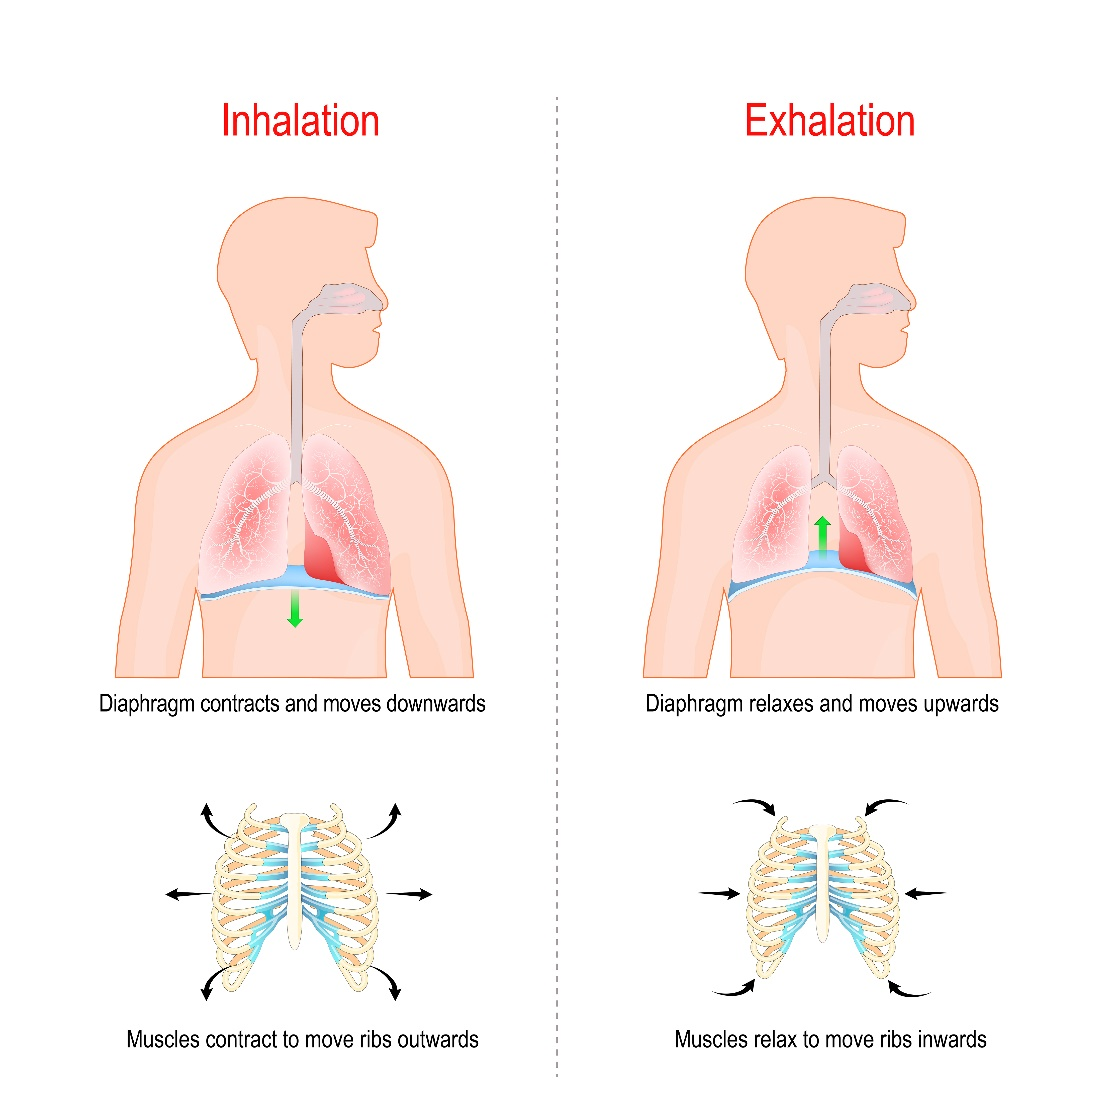 Inhalation
Exhalation
Diaphragm contracts and moves downwards
Diaphragm relaxes and moves upwards
Muscles contract to move ribs outwards
Muscles relax to move ribs inwards